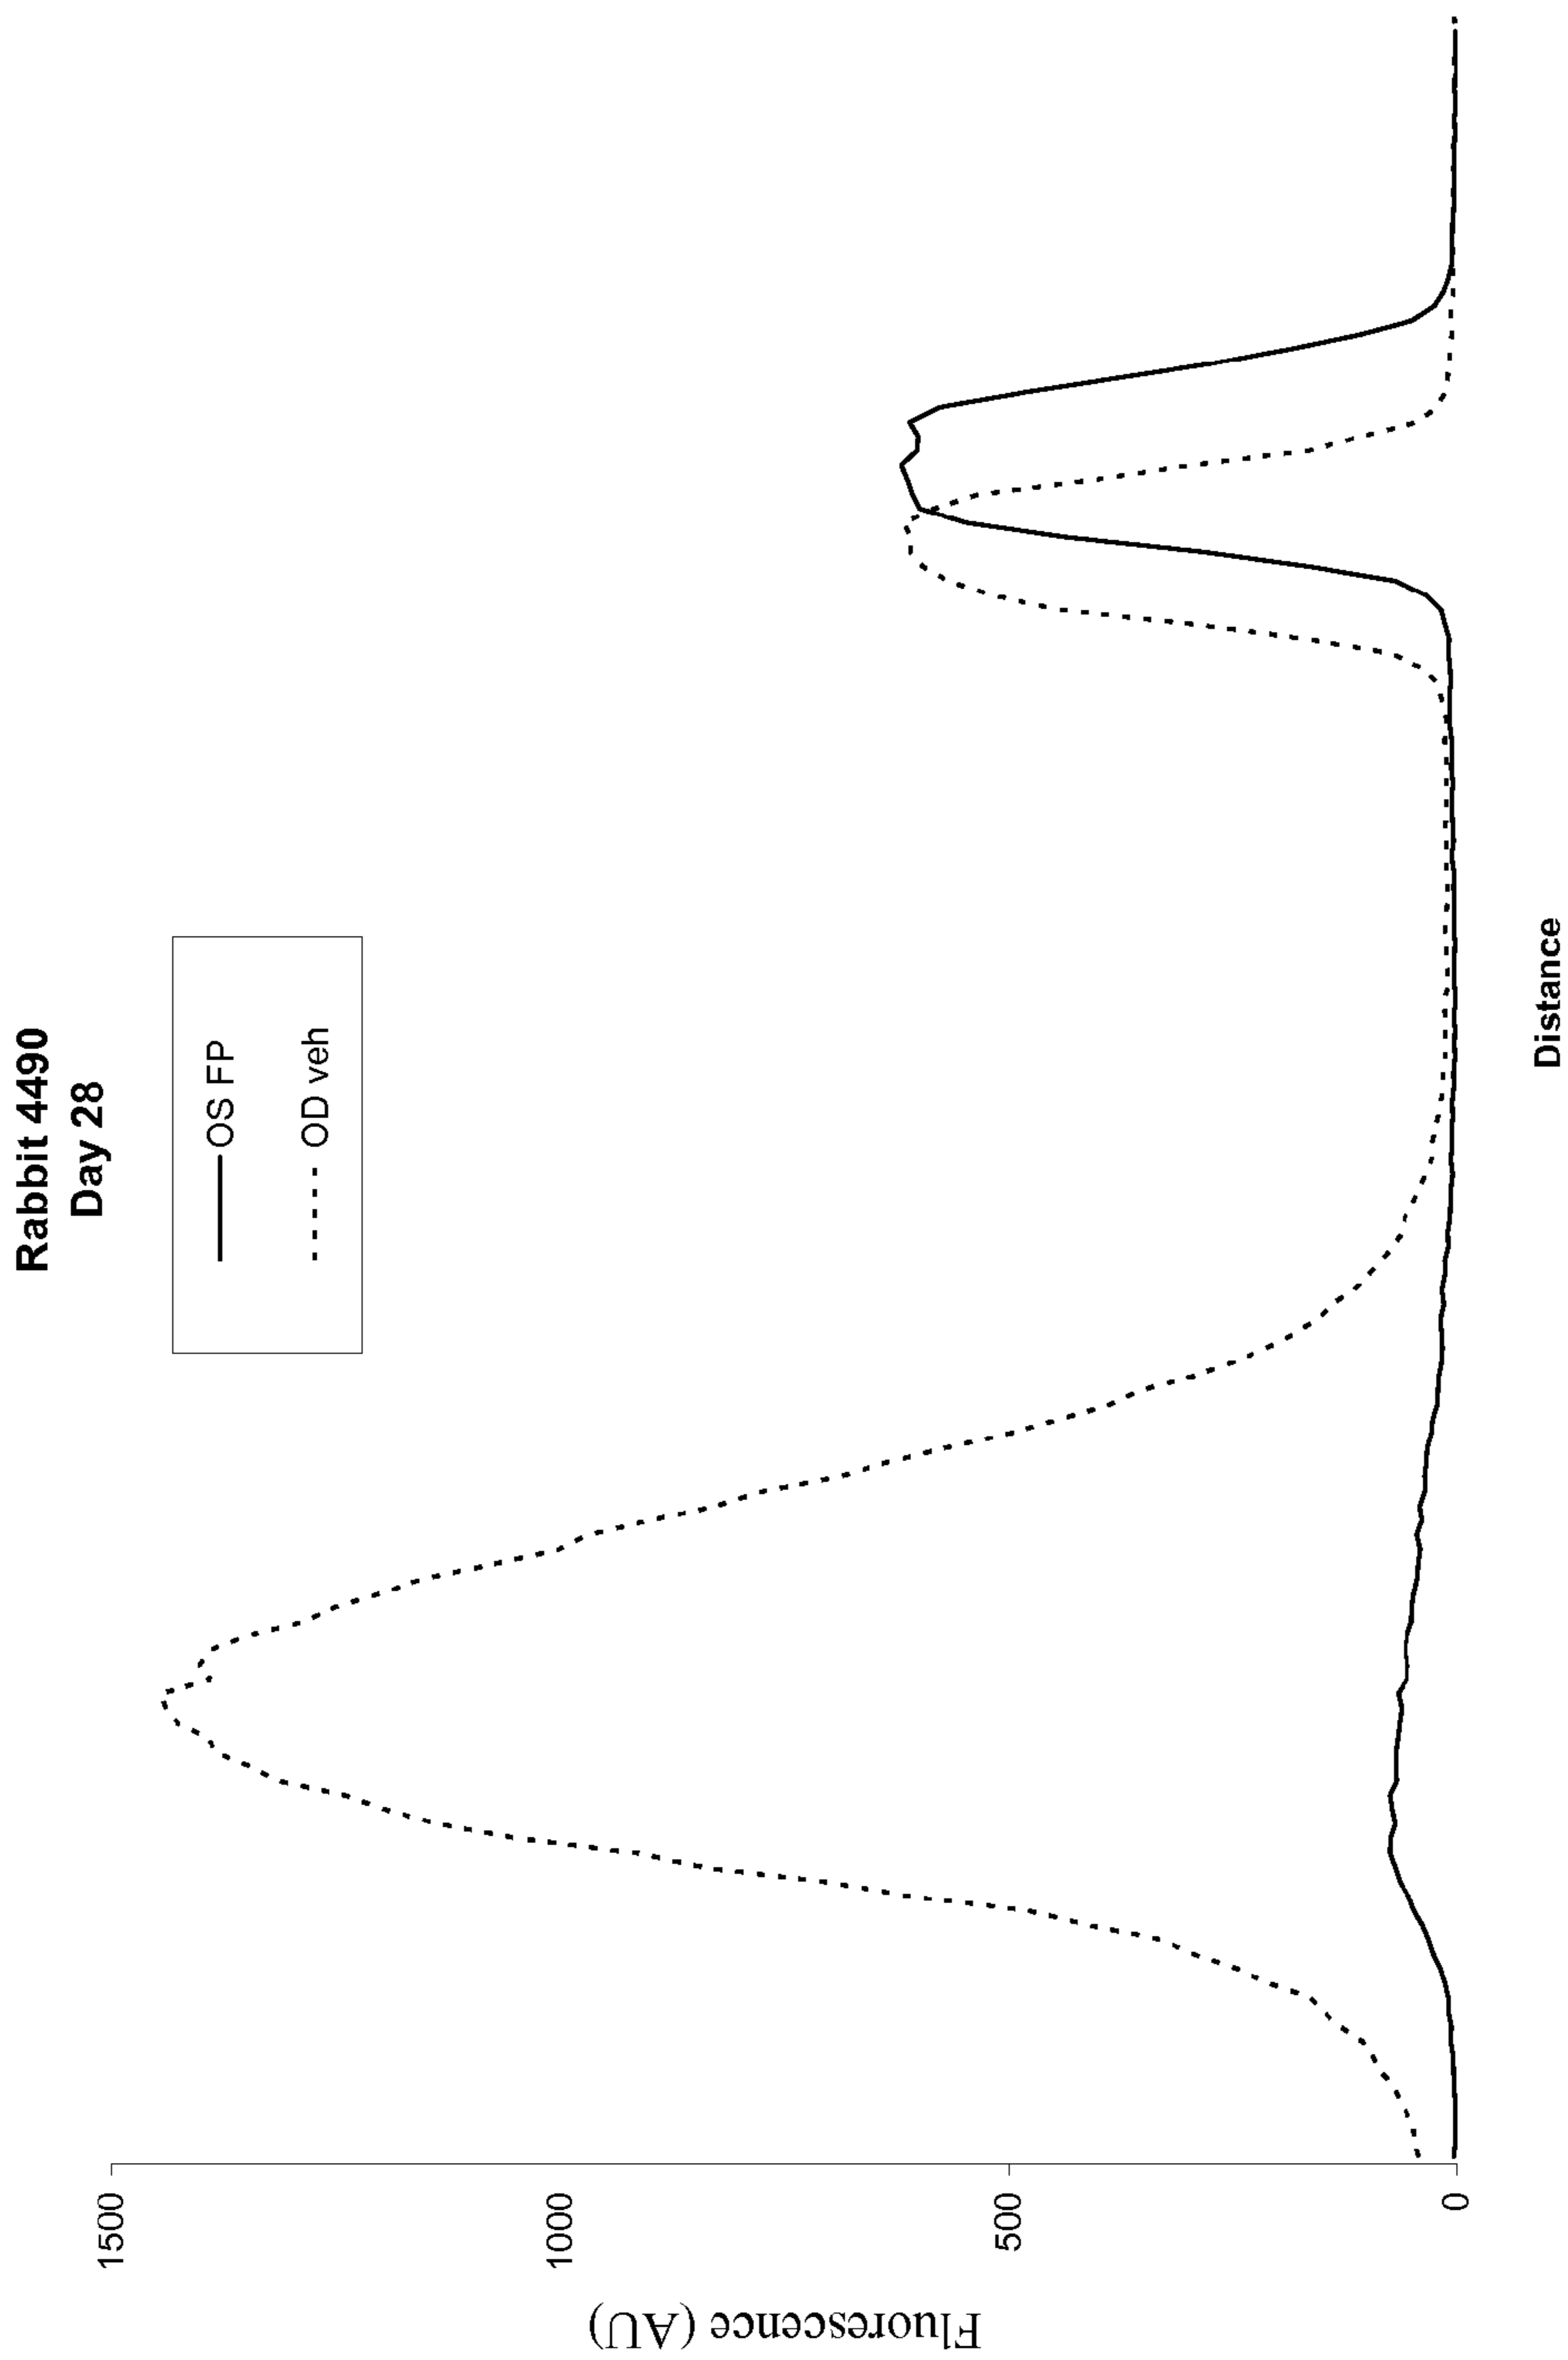 Rabbit 4490
Day 28
OS FP
OD veh
1500
1000
500
0
Fluorescence (AU)
Distance